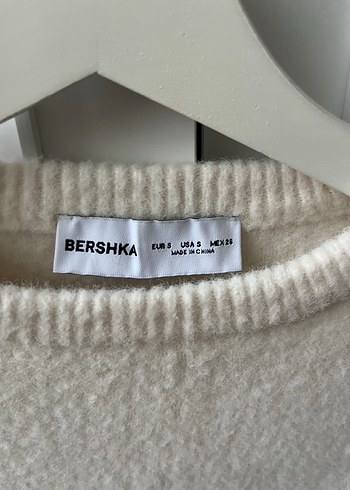 BERSHKA
EUR S USA S MEX 26
MADE IN CHINA